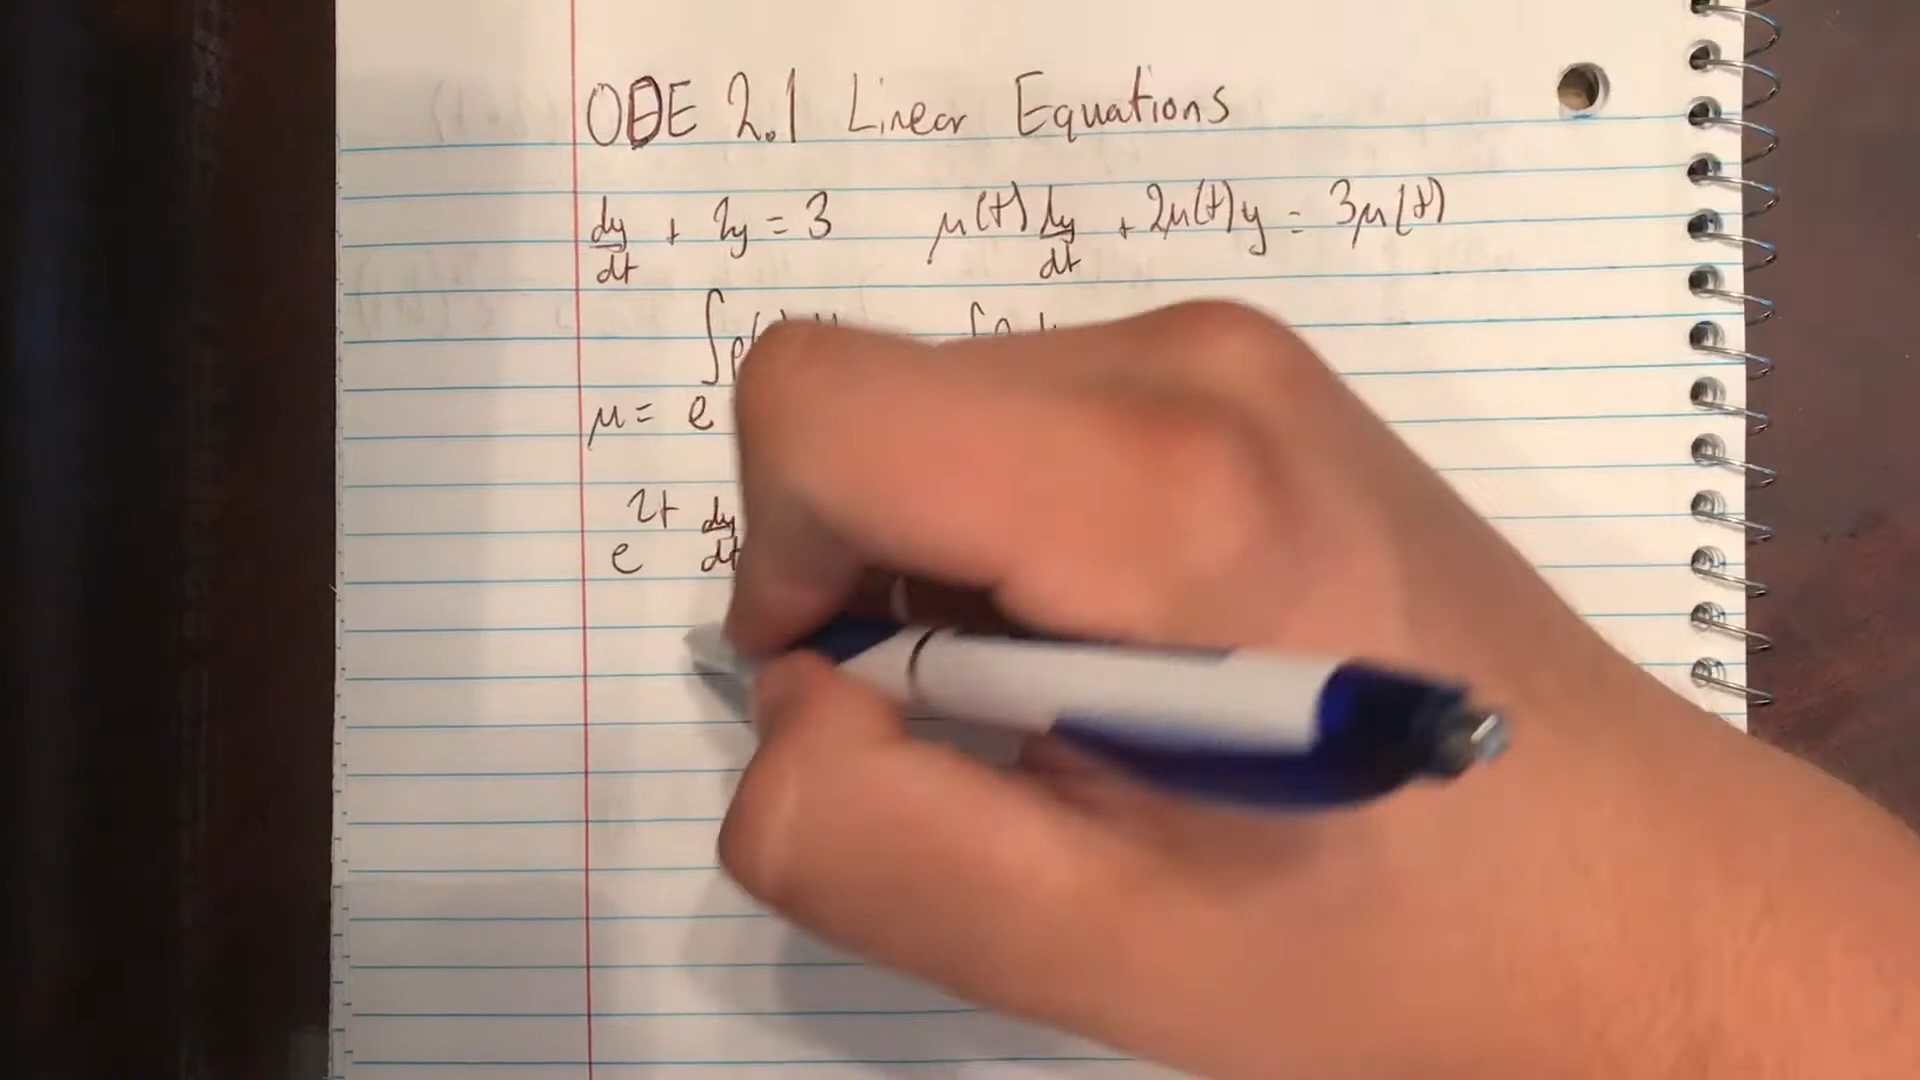 ODE 2.1 Linear Equations
dy/dt + 2y = 3 μ(t) dy/dt + 2μ(t)y = 3μ(t)
μ = e ∫p
e^2t dy/dt